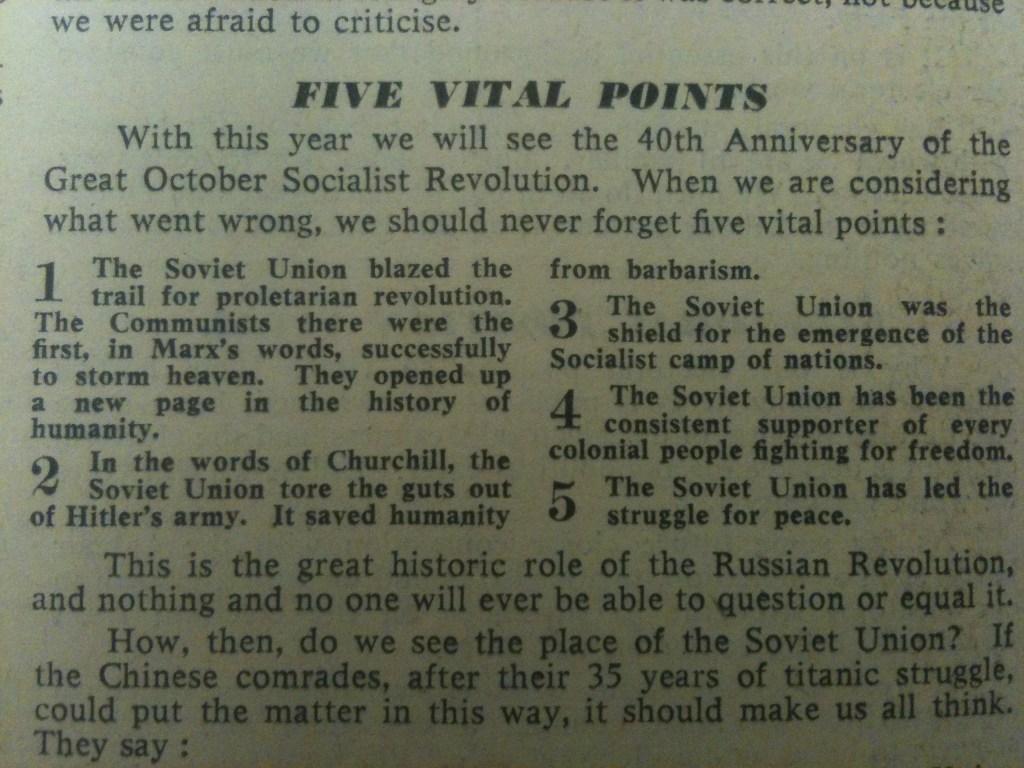 was correct, not because
we were afraid to criticise.
FIVE VITAL POINTS
With this year we will see the 40th Anniversary of the
Great October Socialist Revolution. When we are considering
what went wrong, we should never forget five vital points :
1 The Soviet Union blazed the
trail for proletarian revolution.
The Communists there were the
first, in Marx's words, successfully
to storm heaven. They opened up
a new page in the history of
humanity.
2 In the words of Churchill, the
Soviet Union tore the guts out
of Hitler's army. It saved humanity
from barbarism.
3 The Soviet Union was the
shield for the emergence of the
Socialist camp of nations.
4 The Soviet Union has been the
consistent supporter of every
colonial people fighting for freedom.
5 The Soviet Union has led the
struggle for peace.
This is the great historic role of the Russian Revolution,
and nothing and no one will ever be able to question or equal it.
How, then, do we see the place of the Soviet Union? If
the Chinese comrades, after their 35 years of titanic struggle,
could put the matter in this way, it should make us all think.
They say :